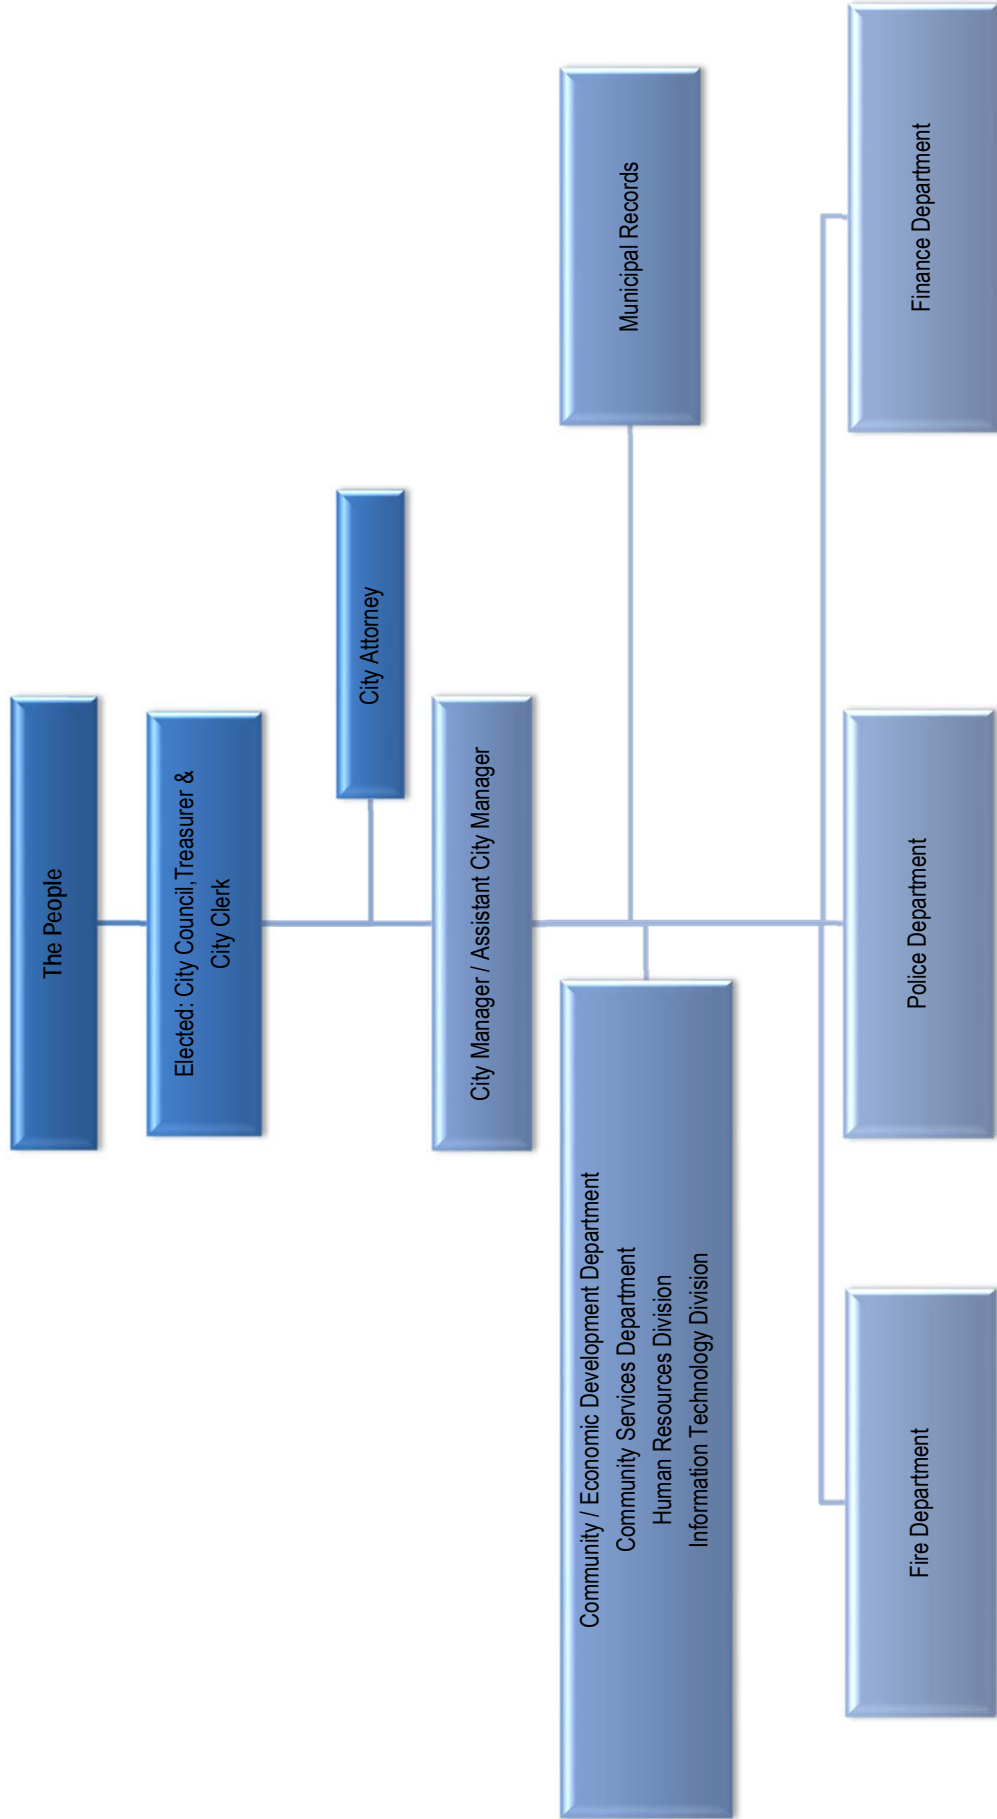 The People
Elected: City Council,Treasurer &
City Clerk
City Attorney
City Manager / Assistant City Manager
Community / Economic Development Department
Community Services Department
Human Resources Division
Information Technology Division
Municipal Records
Fire Department
Police Department
Finance Department